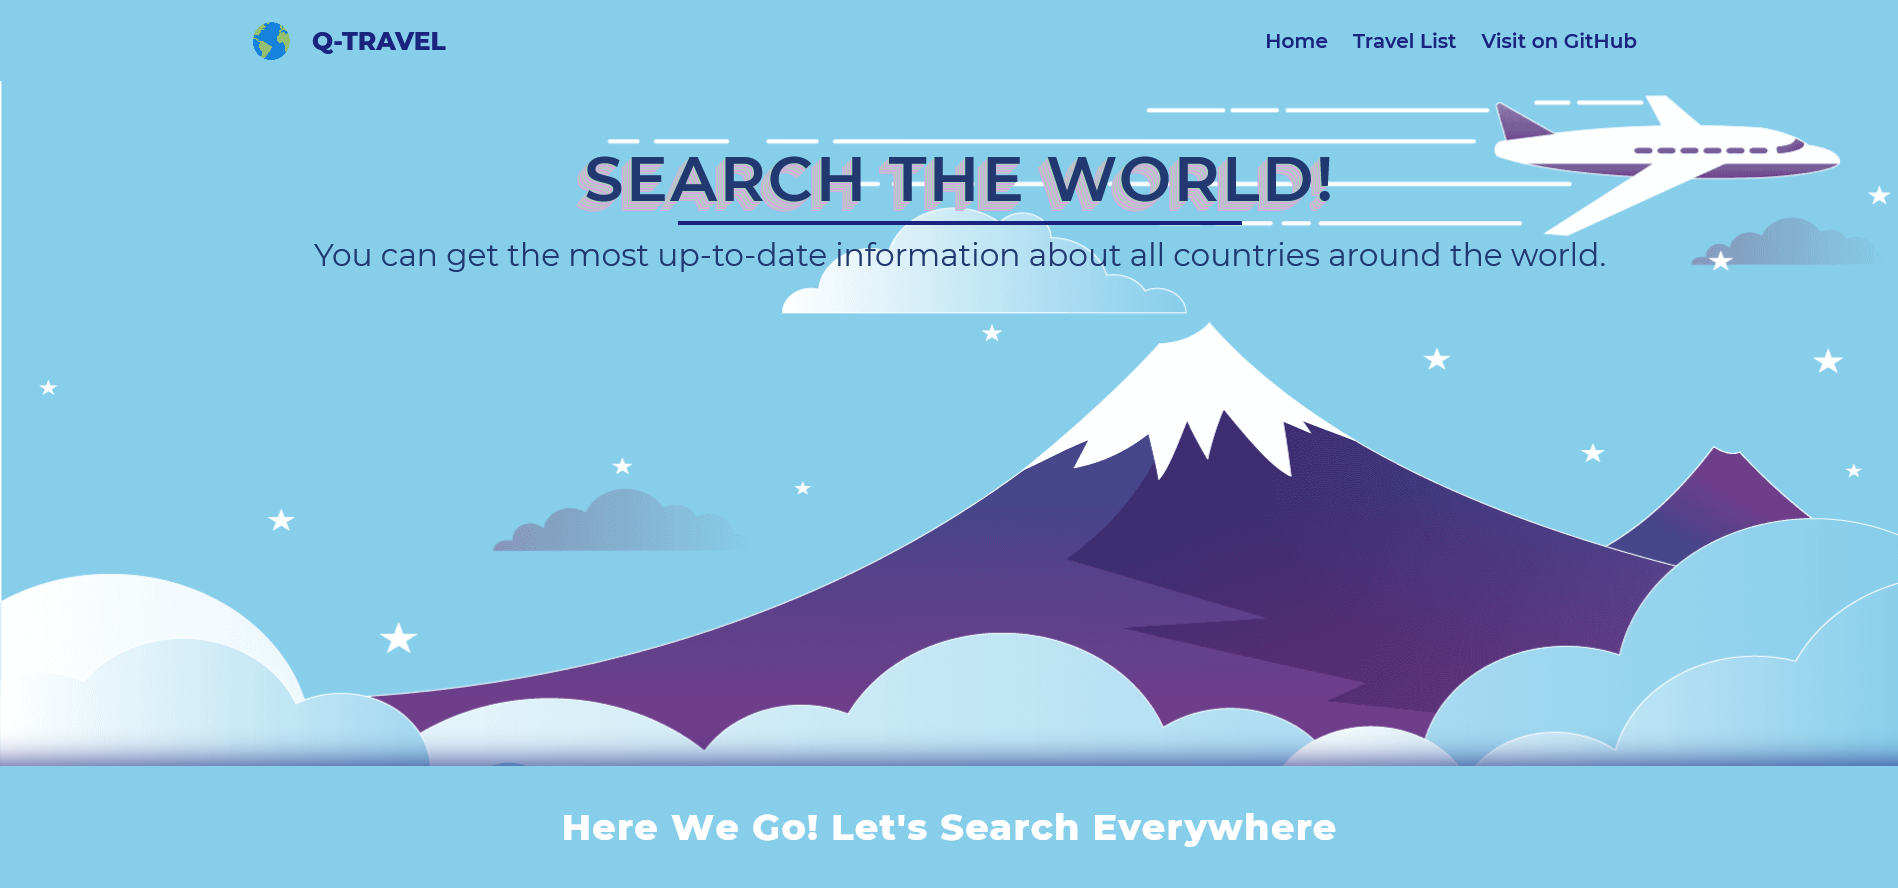 Q-TRAVEL
Home Travel List Visit on GitHub
SEARCH THE WORLD!
You can get the most up-to-date information about all countries around the world.
Here We Go! Let's Search Everywhere